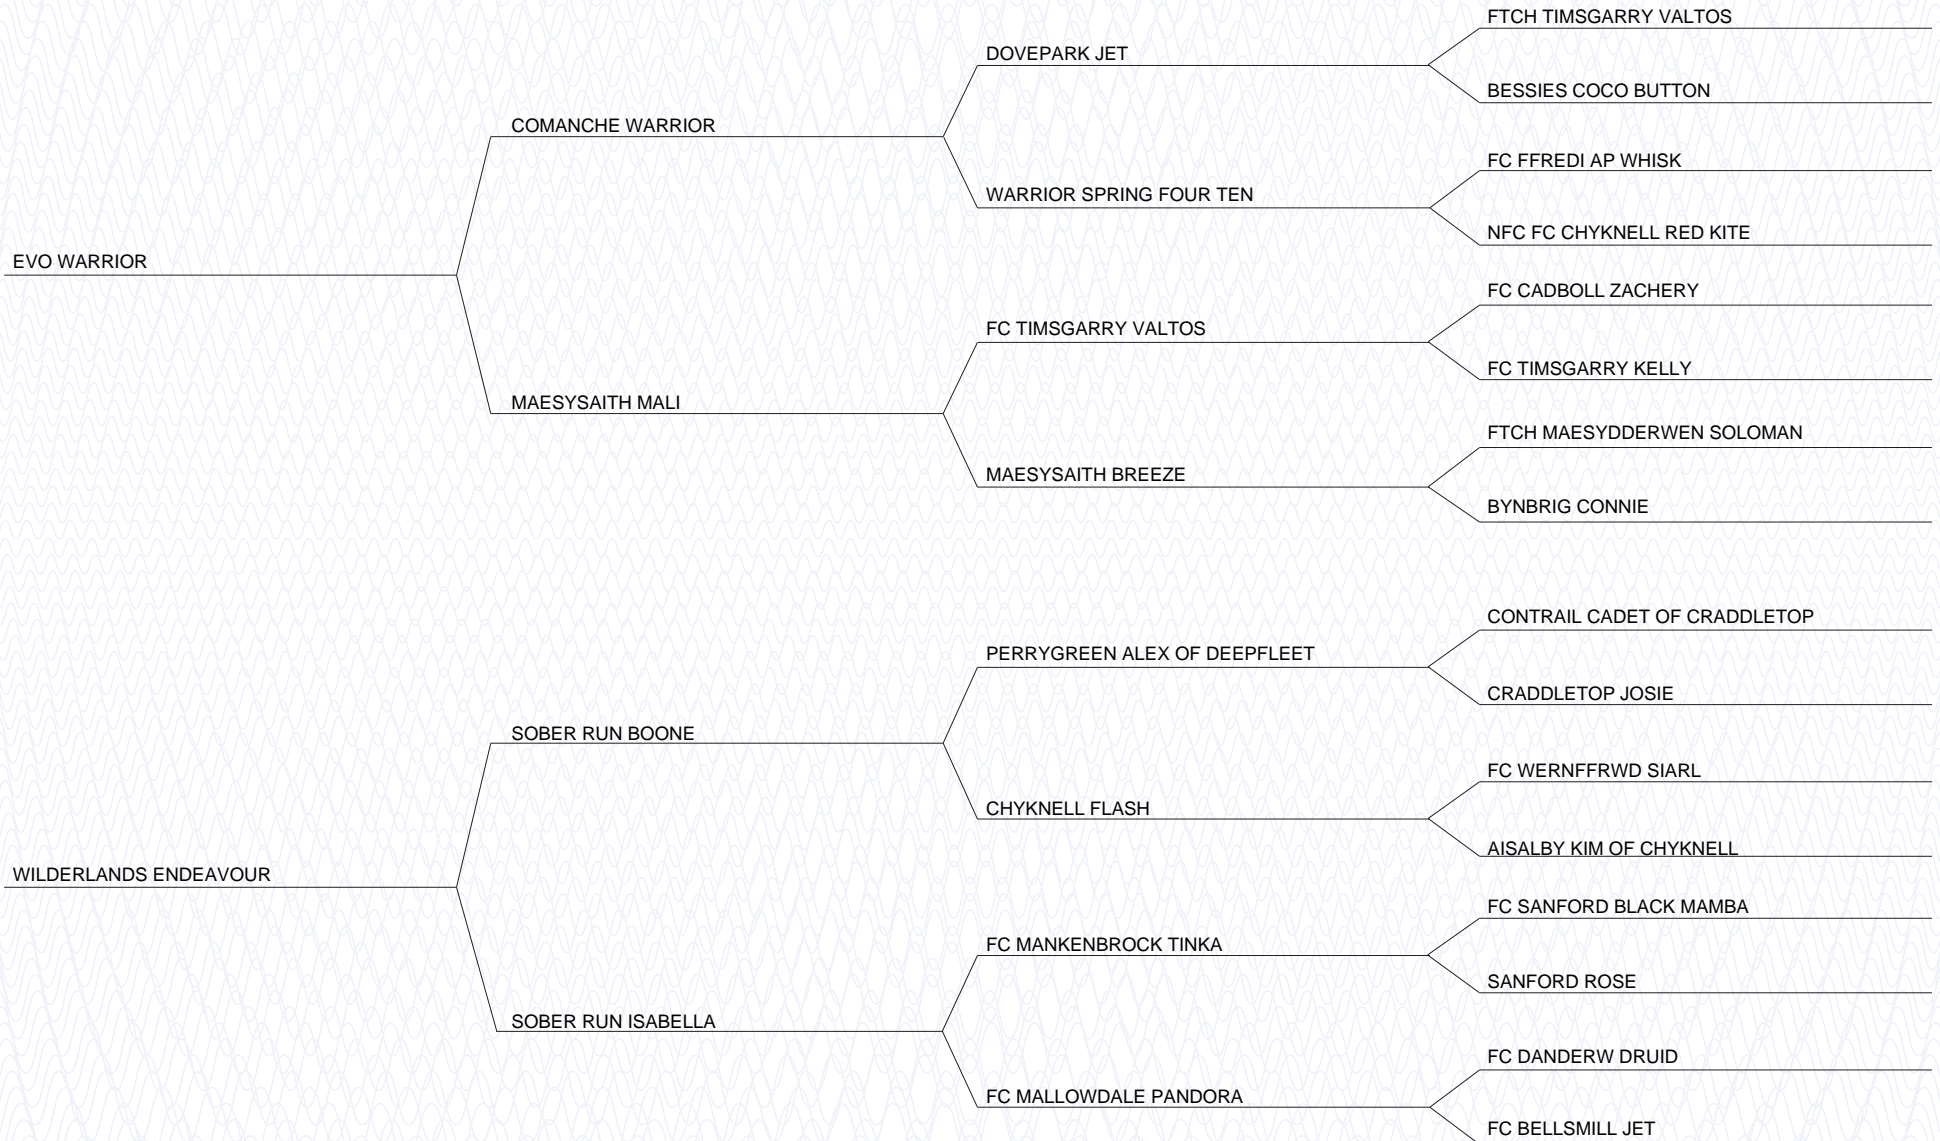 FTCH TIMSGARRY VALTOS
DOVEPARK JET
BESSIES COCO BUTTON
COMANCHE WARRIOR
FC FFREDI AP WHISK
WARRIOR SPRING FOUR TEN
NFC FC CHYKNELL RED KITE
EVO WARRIOR
FC CADBOLL ZACHERY
FC TIMSGARRY VALTOS
FC TIMSGARRY KELLY
MAESYSAITH MALI
FTCH MAESYDDERWEN SOLOMAN
MAESYSAITH BREEZE
BYNBRIG CONNIE
CONTRAIL CADET OF CRADDLETOP
PERRYGREEN ALEX OF DEEPFLEET
CRADDLETOP JOSIE
SOBER RUN BOONE
FC WERNFFRWD SIARL
CHYKNELL FLASH
AISALBY KIM OF CHYKNELL
WILDERLANDS ENDEAVOUR
FC SANFORD BLACK MAMBA
FC MANKENBROCK TINKA
SANFORD ROSE
SOBER RUN ISABELLA
FC DANDERW DRUID
FC MALLOWDALE PANDORA
FC BELLSMILL JET